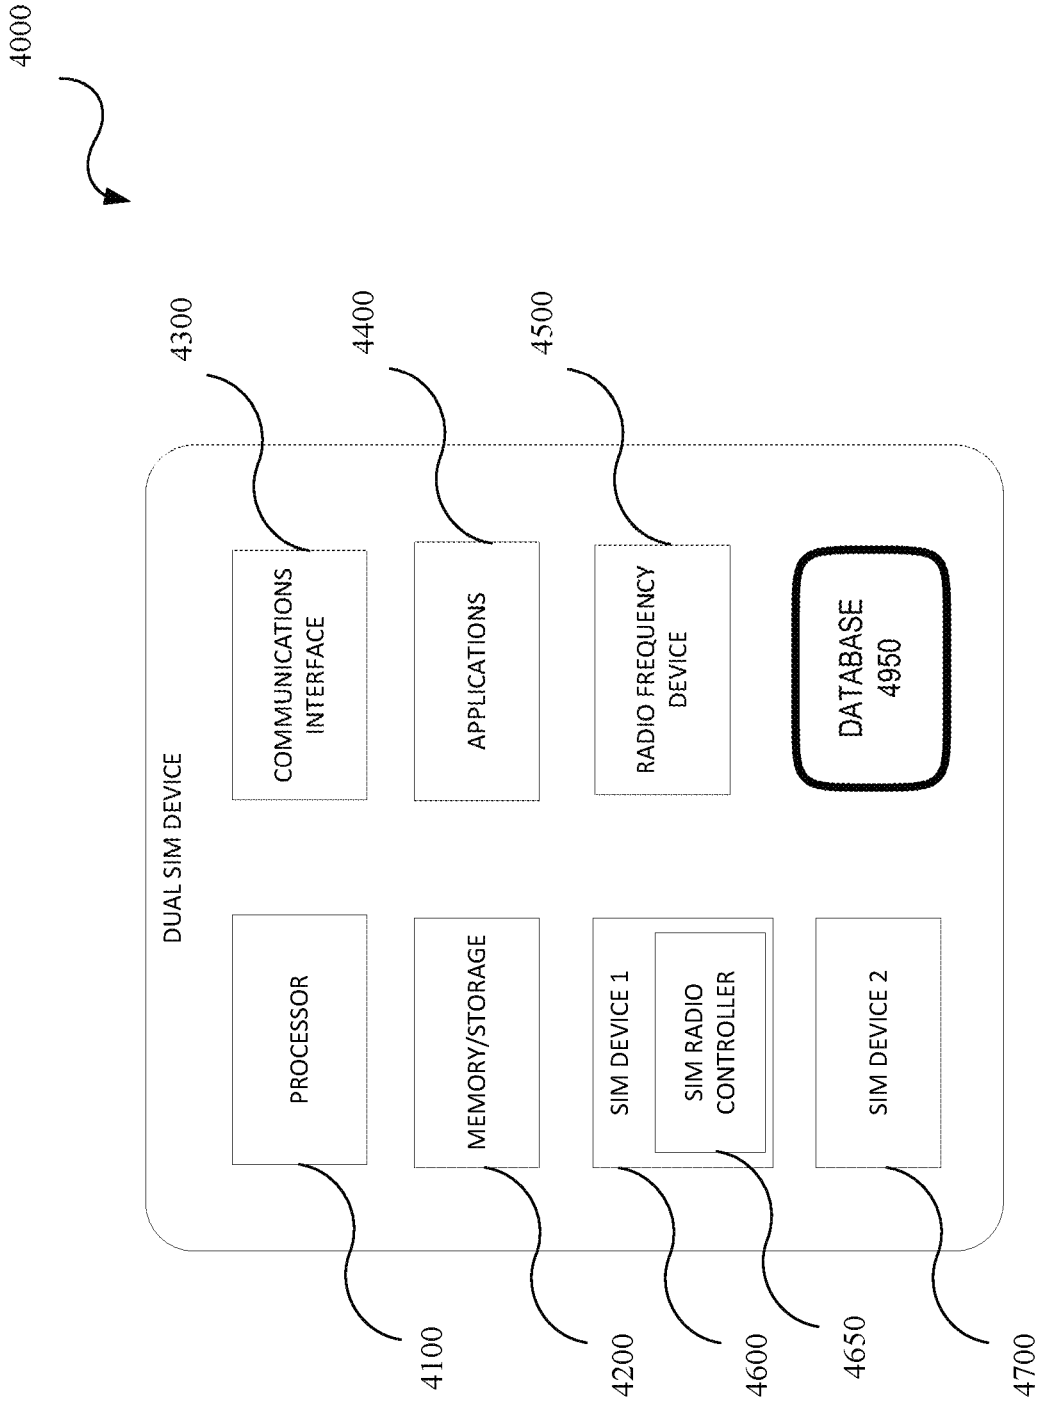 4000
DUAL SIM DEVICE
PROCESSOR
COMMUNICATIONS
INTERFACE
4300
4100
MEMORY/STORAGE
APPLICATIONS
4400
4200
SIM DEVICE 1
SIM RADIO
CONTROLLER
RADIO FREQUENCY
DEVICE
4500
4600
4650
SIM DEVICE 2
DATABASE
4950
4700